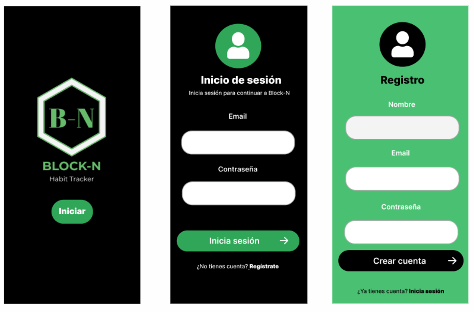 B-N
BLOCK-N
Habit Tracker
Iniciar
Inicio de sesión
Inicia sesión para continuar a Block-N
Email
Contraseña
Inicia sesión
¿No tienes cuenta? Registrate
Registro
Nombre
Email
Contraseña
Crear cuenta
¿Ya tienes cuenta? Inicia sesión